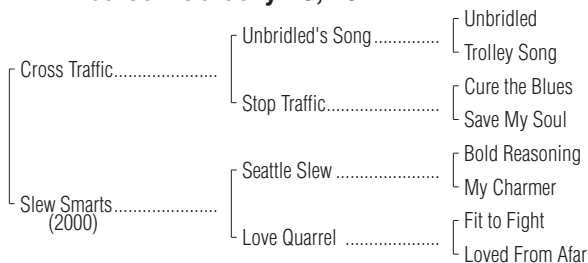 Unbridled
Unbridled's Song
Trolley Song
Cross Traffic
Cure the Blues
Stop Traffic
Save My Soul
Bold Reasoning
Seattle Slew
My Charmer
Slew Smarts
(2000)
Fit to Fight
Love Quarrel
Loved From Afar